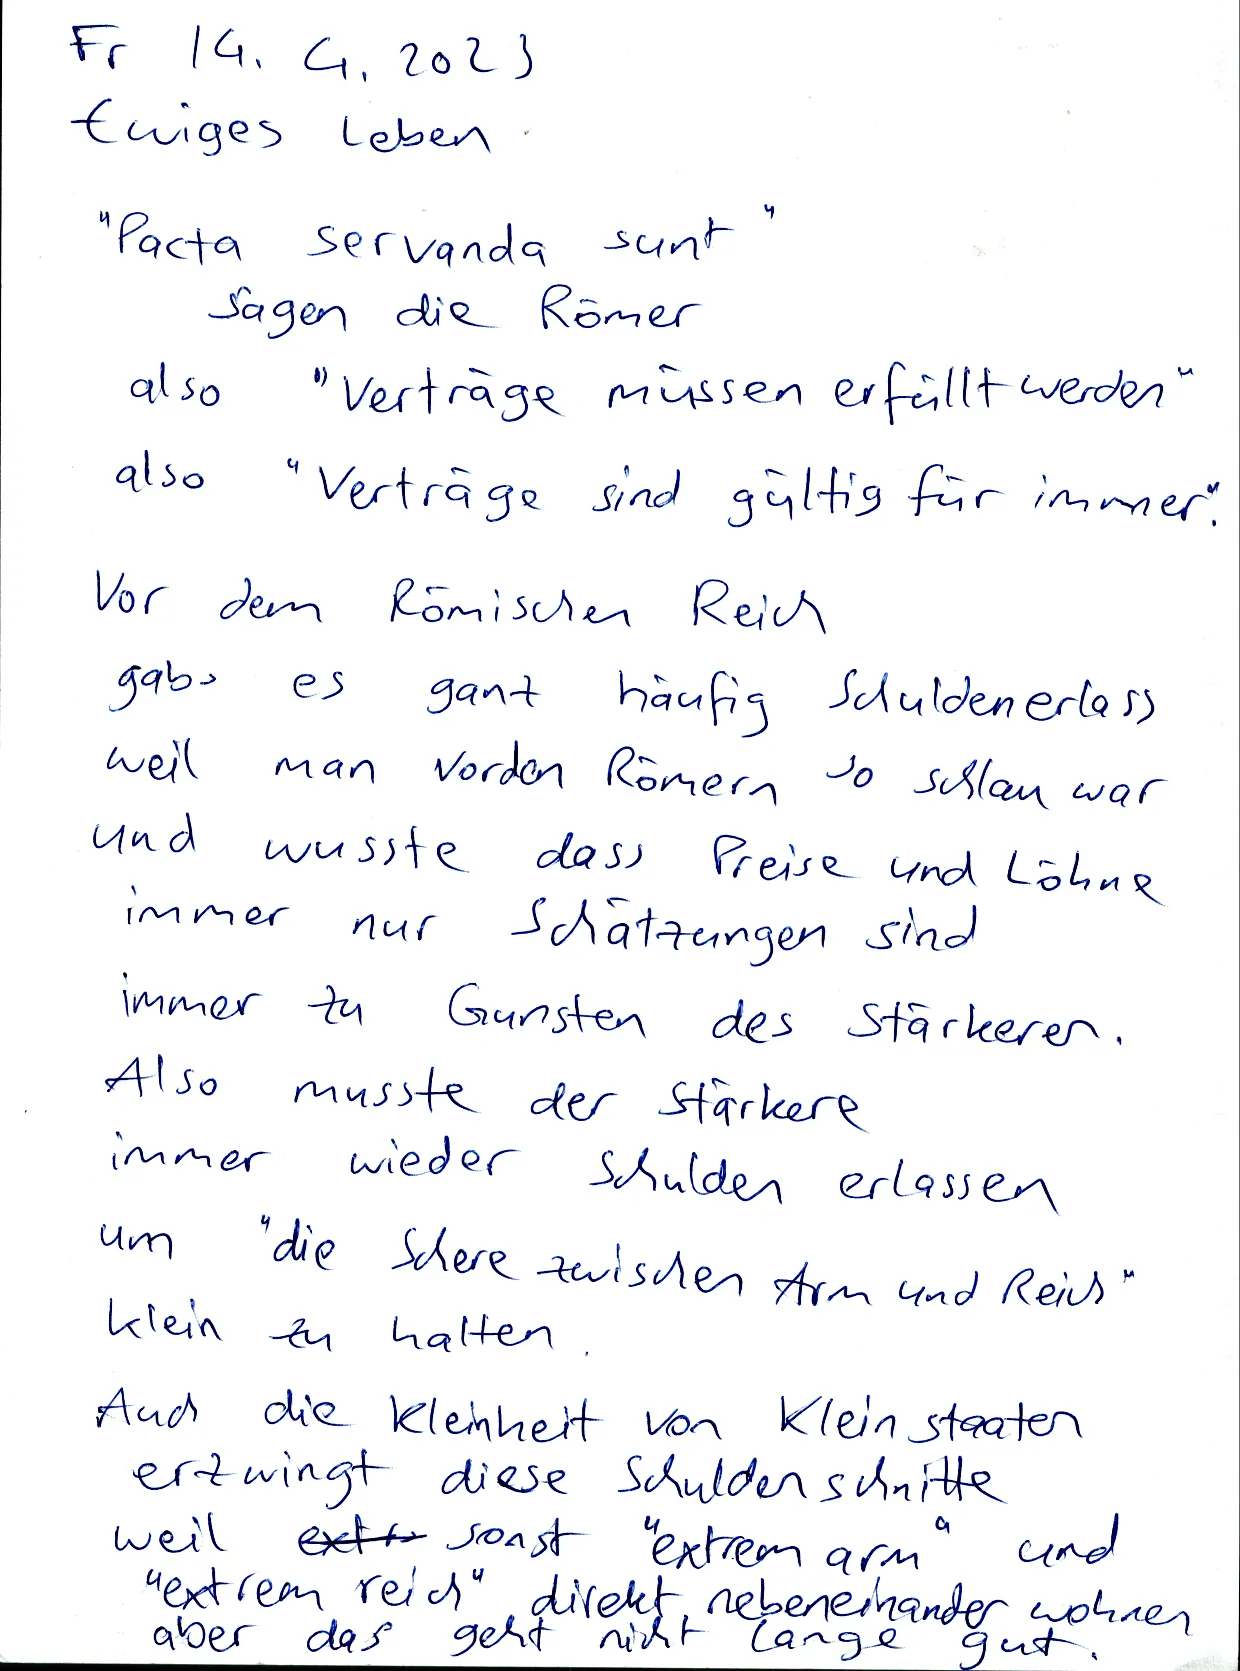 Fr 14. 4. 2023
Ewiges Leben
"Pacta servanda sunt"
sagen die Römer
also "Verträge müssen erfüllt werden"
also "Verträge sind gültig für immer".
Vor dem Römischen Reich
gabs es ganz häufig Schuldenerlass
weil man vor den Römern so schlau war
und wusste dass Preise und Löhne
immer nur Schätzungen sind
immer zu Gunsten des Stärkeren.
Also musste der Stärkere
immer wieder Schulden erlassen
um "die Schere zwischen Arm und Reich"
klein zu halten.
Auch die Kleinheit von Kleinstaaten
erzwingt diese Schuldenschnitte
weil sonst "extrem arm" und
"extrem reich" direkt nebeneinander wohnen
aber das geht nicht lange gut.